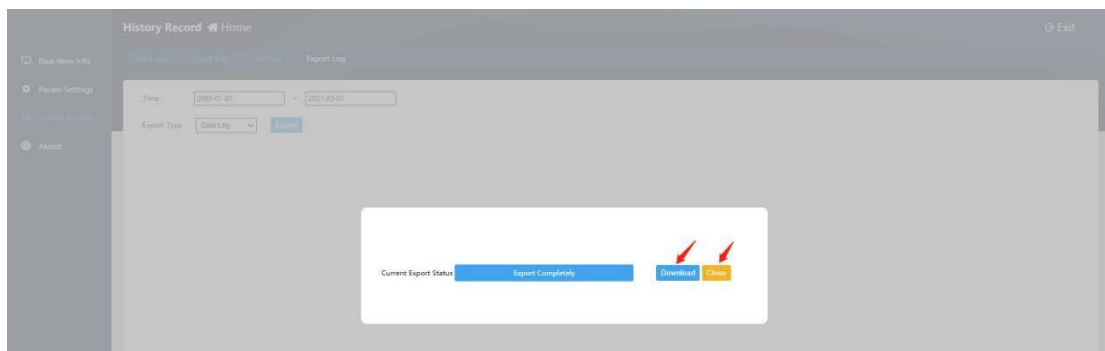 History Record Home
Exit
Real-time Info
Data Log Event Log Set Log Export Log
Param Settings
Time : 2000-01-01 ~ 2021-03-01
History Record
Export Type Data Log Export
About
Current Export Status Export Completely Download Close